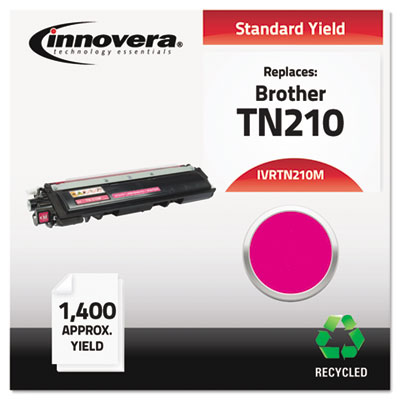 innovera
technology essentials
Standard Yield
Replaces:
Brother
TN210
IVRTN210M
1,400
APPROX.
YIELD
RECYCLED